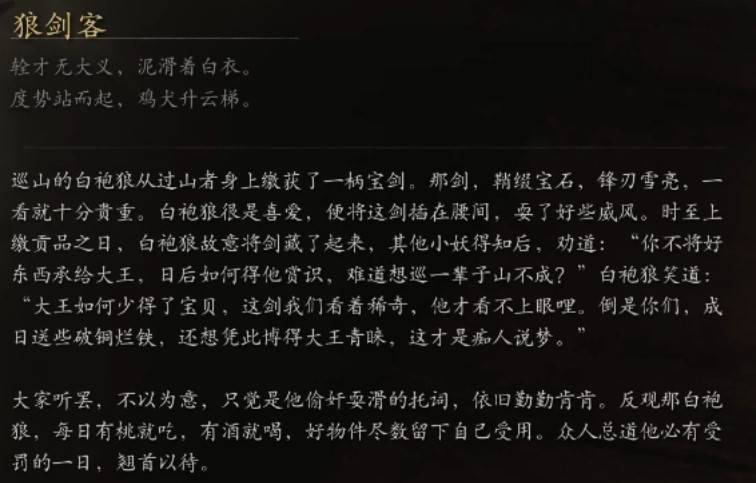 狼剑客
轻才无大义，泥滑着白衣。
度势站而起，鸡犬升云梯。
巡山的白袍狼从过山者身上缴获了一柄宝剑。那剑，鞘缀宝石，锋刃雪亮，一
看就十分贵重。白袍狼很是喜爱，便将这剑插在腰间，耍了好些威风。时至上
缴贡品之日，白袍狼故意将剑藏了起来，其他小妖得知后，劝道：“你不将好
东西承给大王，日后如何得他赏识，难道想巡一辈子山不成？”白袍狼笑道：
“大王如何少得了宝贝，这剑我们看着稀奇，他才看不上眼哩。倒是你们，成
日送些破铜烂铁，还想凭此博得大王青睐，这才是痴人说梦。”
大家听罢，不以为意，只觉是他偷奸耍滑的托词，依旧勤勤肯肯。反观那白袍
狼，每日有桃就吃，有酒就喝，好物件尽数留下自己受用。众人总道他必有受
罚的一日，翘首以待。